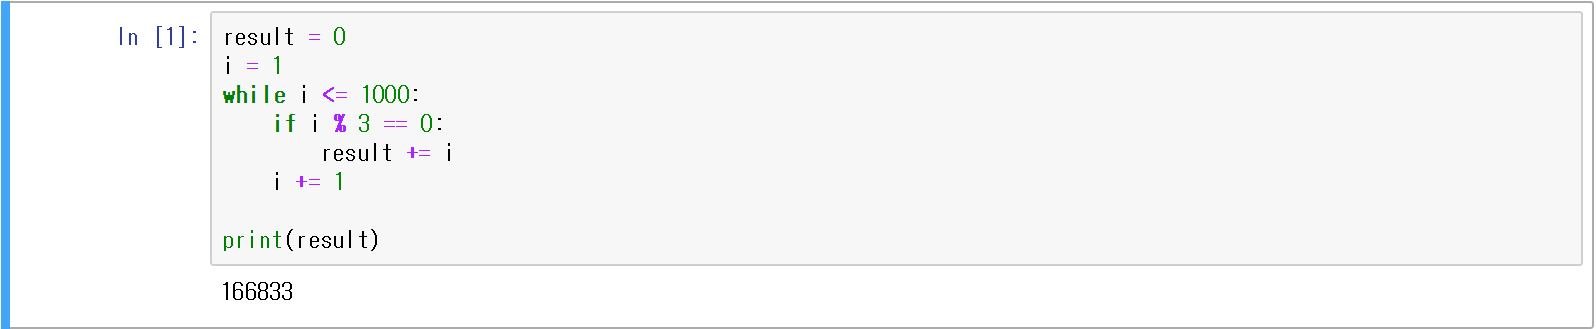 In [1]:
result = 0
i = 1
while i <= 1000:
    if i % 3 == 0:
        result += i
    i += 1

print(result)
166833